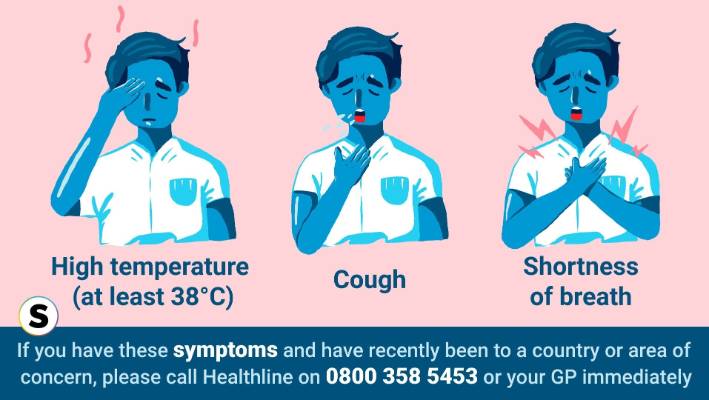 High temperature
(at least 38°C)
Cough
Shortness
of breath
S
If you have these symptoms and have recently been to a country or area of
concern, please call Healthline on 0800 358 5453 or your GP immediately